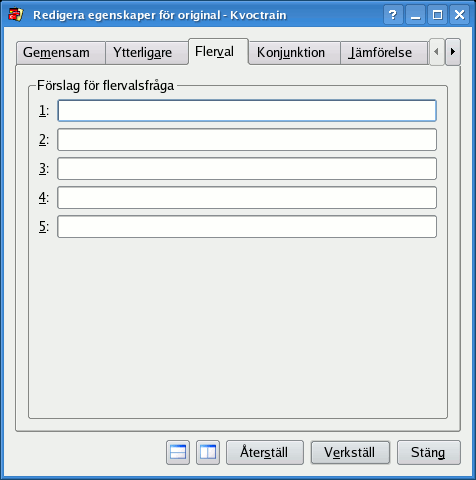 Redigera egenskaper för original - Kvoctrain
Gemensam Ytterligare Flerval Konjunktion Jämförelse
Förslag för flervalsfråga
1:
2:
3:
4:
5:
Återställ Verkställ Stäng